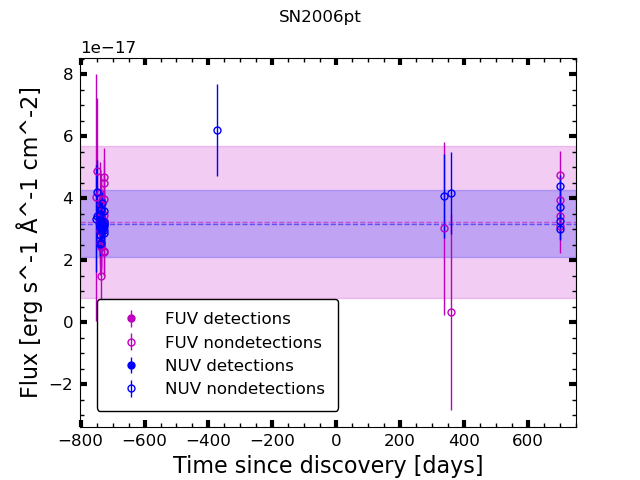 SN2006pt
1e−17
8
6
4
2
0
−2
Flux [erg s^-1 Å^-1 cm^-2]
FUV detections
FUV nondetections
NUV detections
NUV nondetections
−800 −600 −400 −200 0 200 400 600
Time since discovery [days]